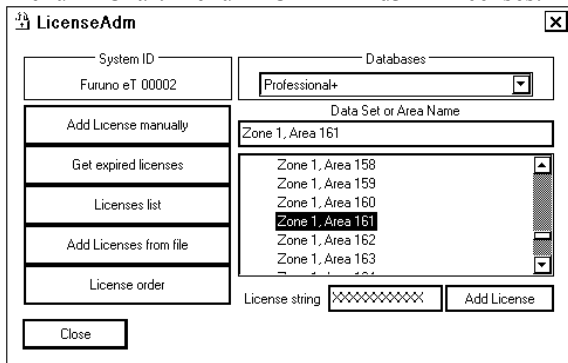 LicenseAdm
System ID
Furuno eT 00002
Databases
Professional+
Add License manually
Get expired licenses
Licenses list
Add Licenses from file
License order
Data Set or Area Name
Zone 1, Area 161
Zone 1, Area 158
Zone 1, Area 159
Zone 1, Area 160
Zone 1, Area 161
Zone 1, Area 162
Zone 1, Area 163
License string XXXXXXXXXXX Add License
Close